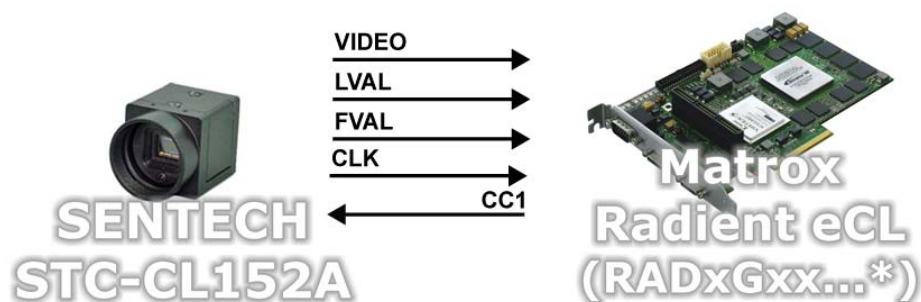 VIDEO
LVAL
FVAL
CLK
CC1
SENTECH
STC-CL152A
Matrox
Radient eCL
(RADxGxx...*)